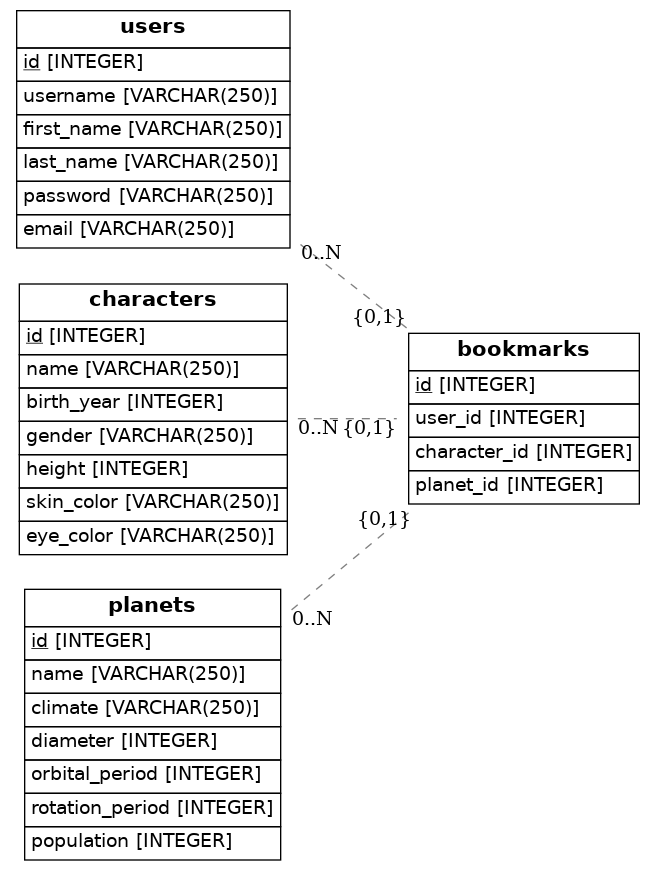 users
id [INTEGER]
username [VARCHAR(250)]
first_name [VARCHAR(250)]
last_name [VARCHAR(250)]
password [VARCHAR(250)]
email [VARCHAR(250)]
0..N
{0,1}
characters
id [INTEGER]
name [VARCHAR(250)]
birth_year [INTEGER]
gender [VARCHAR(250)]
height [INTEGER]
skin_color [VARCHAR(250)]
eye_color [VARCHAR(250)]
0..N {0,1}
bookmarks
id [INTEGER]
user_id [INTEGER]
character_id [INTEGER]
planet_id [INTEGER]
{0,1}
0..N
planets
id [INTEGER]
name [VARCHAR(250)]
climate [VARCHAR(250)]
diameter [INTEGER]
orbital_period [INTEGER]
rotation_period [INTEGER]
population [INTEGER]